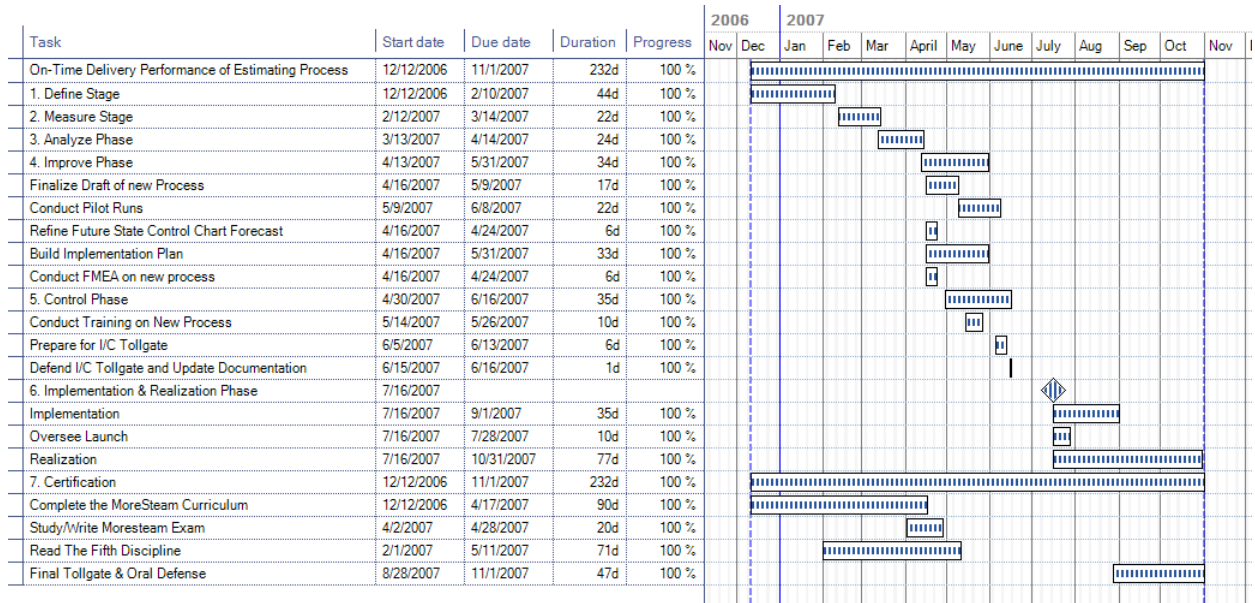 2006 2007
Task Start date Due date Duration Progress Nov Dec Jan Feb Mar April May June July Aug Sep Oct Nov
On-Time Delivery Performance of Estimating Process 12/12/2006 11/1/2007 232d 100 %
1. Define Stage 12/12/2006 2/10/2007 44d 100 %
2. Measure Stage 2/12/2007 3/14/2007 22d 100 %
3. Analyze Phase 3/13/2007 4/14/2007 24d 100 %
4. Improve Phase 4/13/2007 5/31/2007 34d 100 %
Finalize Draft of new Process 4/16/2007 5/9/2007 17d 100 %
Conduct Pilot Runs 5/9/2007 6/8/2007 22d 100 %
Refine Future State Control Chart Forecast 4/16/2007 4/24/2007 6d 100 %
Build Implementation Plan 4/16/2007 5/31/2007 33d 100 %
Conduct FMEA on new process 4/16/2007 4/24/2007 6d 100 %
5. Control Phase 4/30/2007 6/16/2007 35d 100 %
Conduct Training on New Process 5/14/2007 5/26/2007 10d 100 %
Prepare for I/C Tollgate 6/5/2007 6/13/2007 6d 100 %
Defend I/C Tollgate and Update Documentation 6/15/2007 6/16/2007 1d 100 %
6. Implementation & Realization Phase 7/16/2007
Implementation 7/16/2007 9/1/2007 35d 100 %
Oversee Launch 7/16/2007 7/28/2007 10d 100 %
Realization 7/16/2007 10/31/2007 77d 100 %
7. Certification 12/12/2006 11/1/2007 232d 100 %
Complete the MoreSteam Curriculum 12/12/2006 4/17/2007 90d 100 %
Study/Write Moresteam Exam 4/2/2007 4/28/2007 20d 100 %
Read The Fifth Discipline 2/1/2007 5/11/2007 71d 100 %
Final Tollgate & Oral Defense 8/28/2007 11/1/2007 47d 100 %